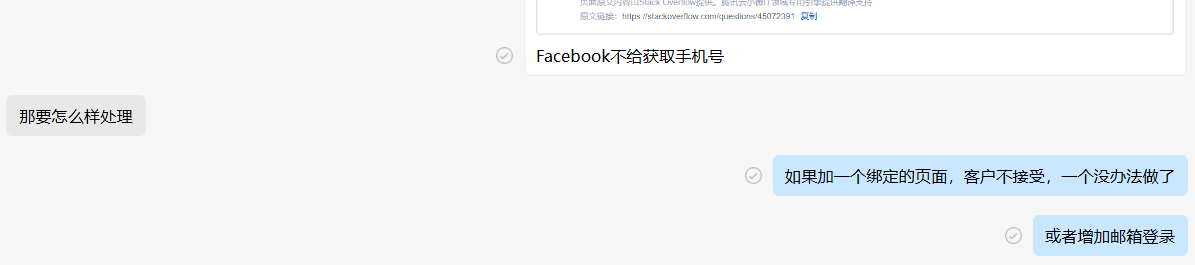 页面原文内容由Stack Overflow提供。腾讯云小微IT领域专用引擎提供翻译支持
原文链接：https://stackoverflow.com/questions/45072391 复制
Facebook不给获取手机号
那要怎么样处理
如果加一个绑定的页面，客户不接受，一个没办法做了
或者增加邮箱登录